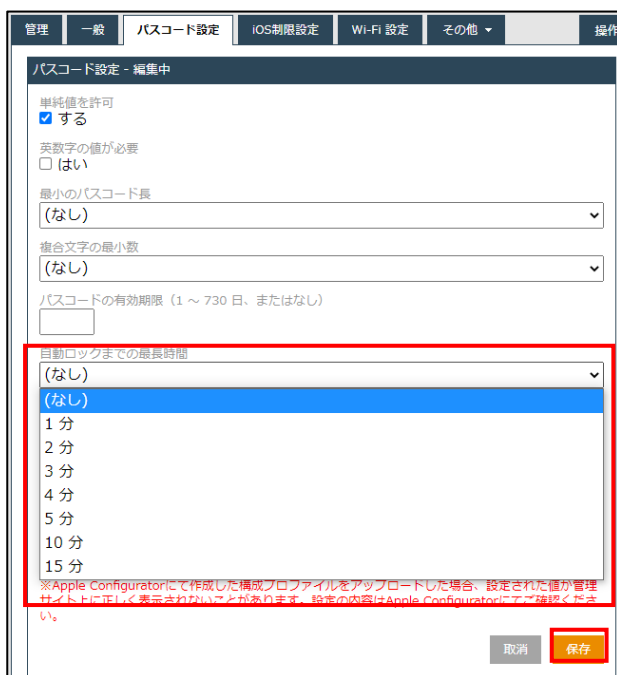 管理 一般 パスコード設定 iOS制限設定 Wi-Fi 設定 その他 ▼ 操作
パスコード設定 - 編集中
単純値を許可
する
英数字の値が必要
はい
最小のパスコード長
(なし)
複合文字の最小数
(なし)
パスコードの有効期限（1 ～ 730 日、またはなし）
自動ロックまでの最長時間
(なし)
(なし)
1 分
2 分
3 分
4 分
5 分
10 分
15 分
※Apple Configuratorにて作成した構成プロファイルをアップロードした場合、設定された値が管理
サイト上に正しく表示されないことがあります。設定の内容はApple Configuratorにてご確認くださ
い。
取消 保存